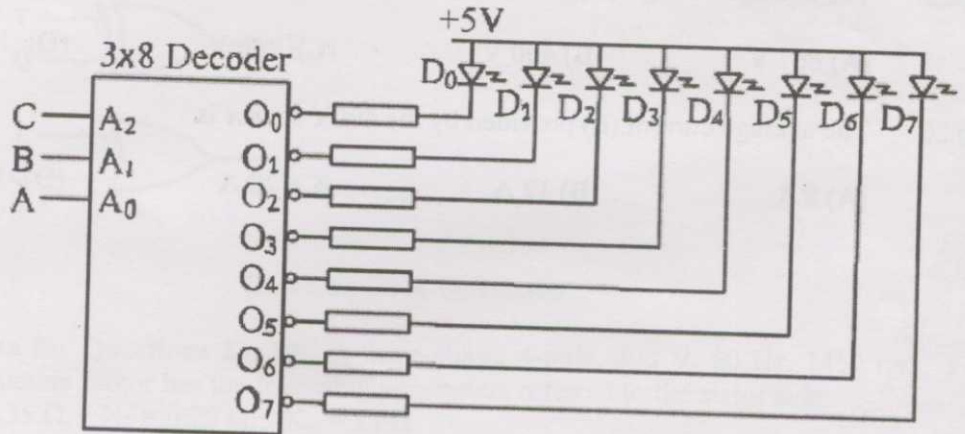 +5V
3x8 Decoder
D₀ D₁ D₂ D₃ D₄ D₅ D₆ D₇
C A₂ O₀
B A₁ O₁
A A₀ O₂
O₃
O₄
O₅
O₆
O₇